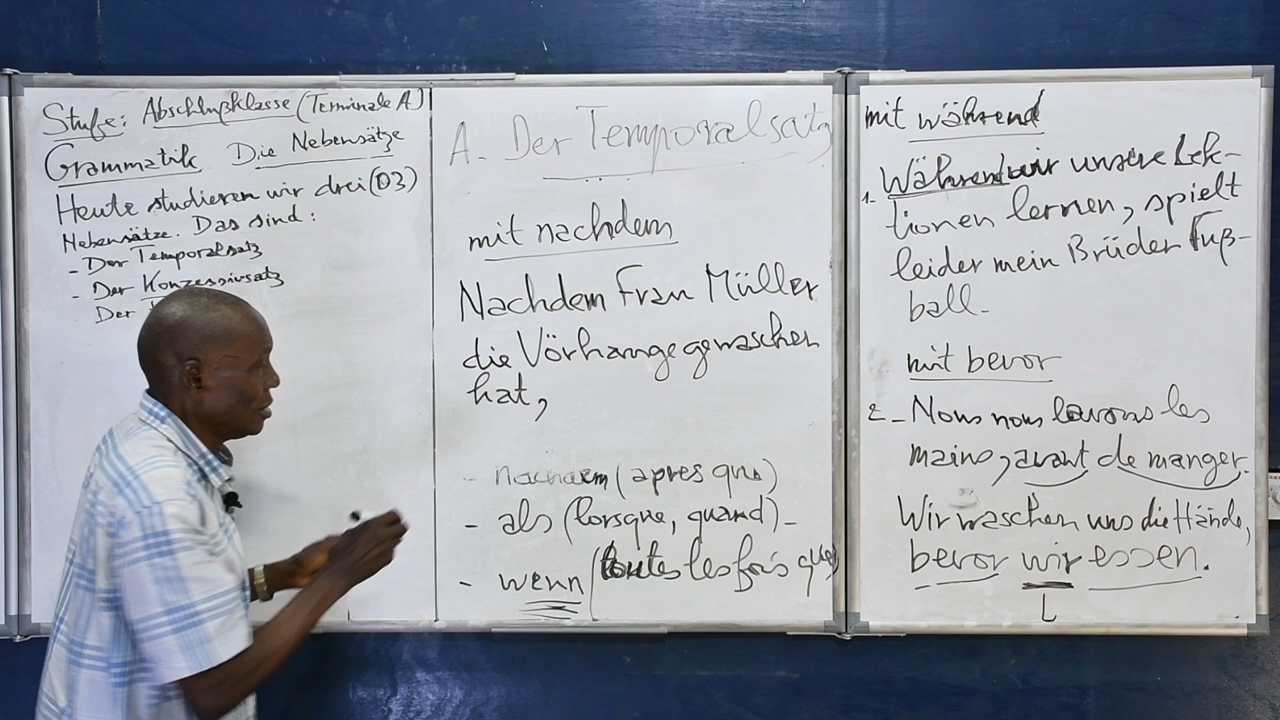 Stufe: Abschlußklasse (Terminale A)
Grammatik Die Nebensätze
Heute studieren wir drei (03)
Nebensätze. Das sind:
- Der Temporalsatz
- Der Konzessivsatz
Der
A - Der Temporalsatz
mit nachdem
Nachdem Frau Müller
die Vörhange gewaschen
hat,
- nachdem (après que)
- als (lorsque, quand) -
- wenn (toutes les fois que)
mit während
1. Während wir unsere Lek-
tionen lernen, spielt
leider mein Brüder Fuß-
ball.
mit bevor
2 - Nous nous lavons les
mains, avant de manger.
Wir waschen uns die Hände,
bevor wir essen.